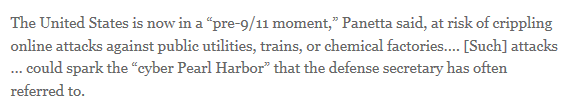 The United States is now in a “pre-9/11 moment,” Panetta said, at risk of crippling
online attacks against public utilities, trains, or chemical factories.... [Such] attacks
... could spark the “cyber Pearl Harbor” that the defense secretary has often
referred to.